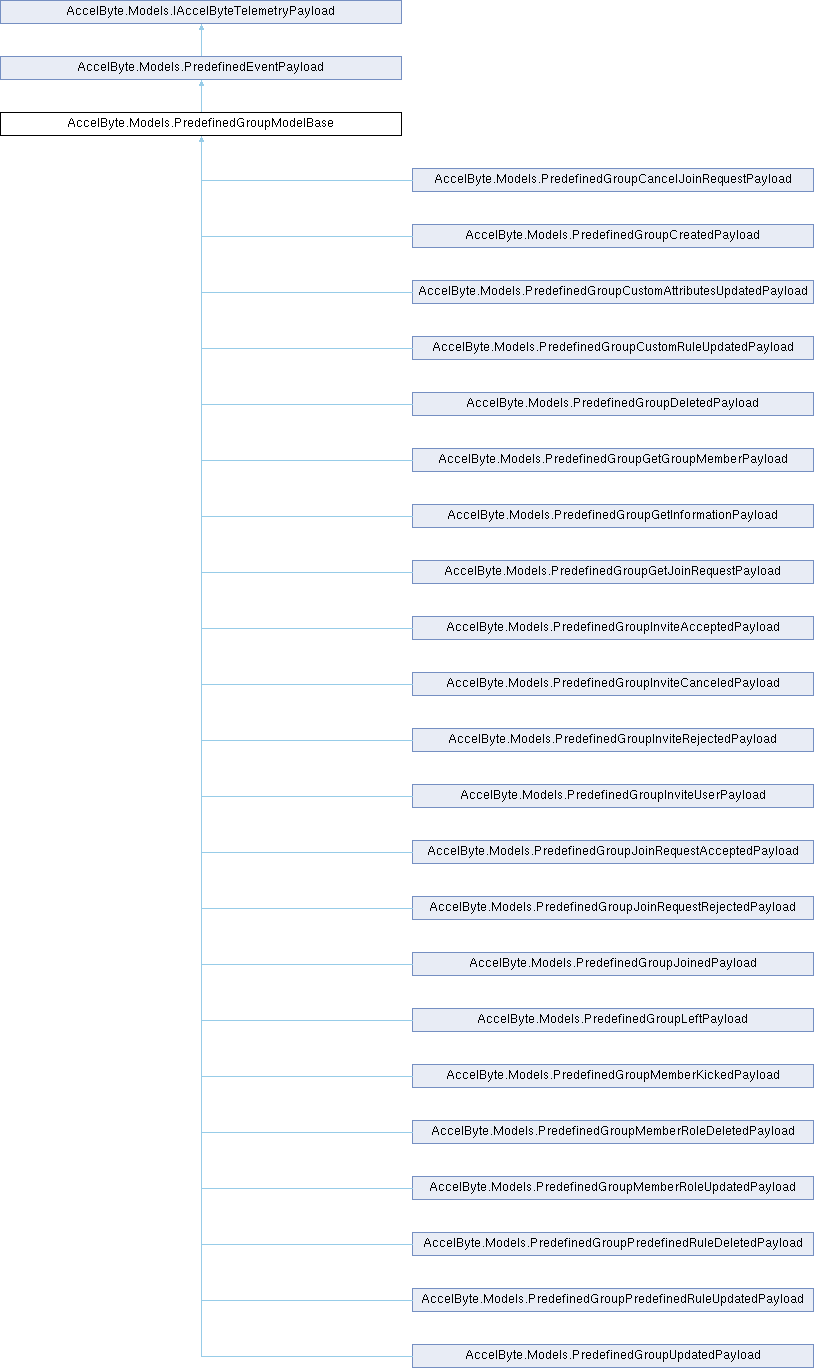 AccelByte.Models.IAccelByteTelemetryPayload
AccelByte.Models.PredefinedEventPayload
AccelByte.Models.PredefinedGroupModelBase
AccelByte.Models.PredefinedGroupCancelJoinRequestPayload
AccelByte.Models.PredefinedGroupCreatedPayload
AccelByte.Models.PredefinedGroupCustomAttributesUpdatedPayload
AccelByte.Models.PredefinedGroupCustomRuleUpdatedPayload
AccelByte.Models.PredefinedGroupDeletedPayload
AccelByte.Models.PredefinedGroupGetGroupMemberPayload
AccelByte.Models.PredefinedGroupGetInformationPayload
AccelByte.Models.PredefinedGroupGetJoinRequestPayload
AccelByte.Models.PredefinedGroupInviteAcceptedPayload
AccelByte.Models.PredefinedGroupInviteCanceledPayload
AccelByte.Models.PredefinedGroupInviteRejectedPayload
AccelByte.Models.PredefinedGroupInviteUserPayload
AccelByte.Models.PredefinedGroupJoinRequestAcceptedPayload
AccelByte.Models.PredefinedGroupJoinRequestRejectedPayload
AccelByte.Models.PredefinedGroupJoinedPayload
AccelByte.Models.PredefinedGroupLeftPayload
AccelByte.Models.PredefinedGroupMemberKickedPayload
AccelByte.Models.PredefinedGroupMemberRoleDeletedPayload
AccelByte.Models.PredefinedGroupMemberRoleUpdatedPayload
AccelByte.Models.PredefinedGroupPredefinedRuleDeletedPayload
AccelByte.Models.PredefinedGroupPredefinedRuleUpdatedPayload
AccelByte.Models.PredefinedGroupUpdatedPayload